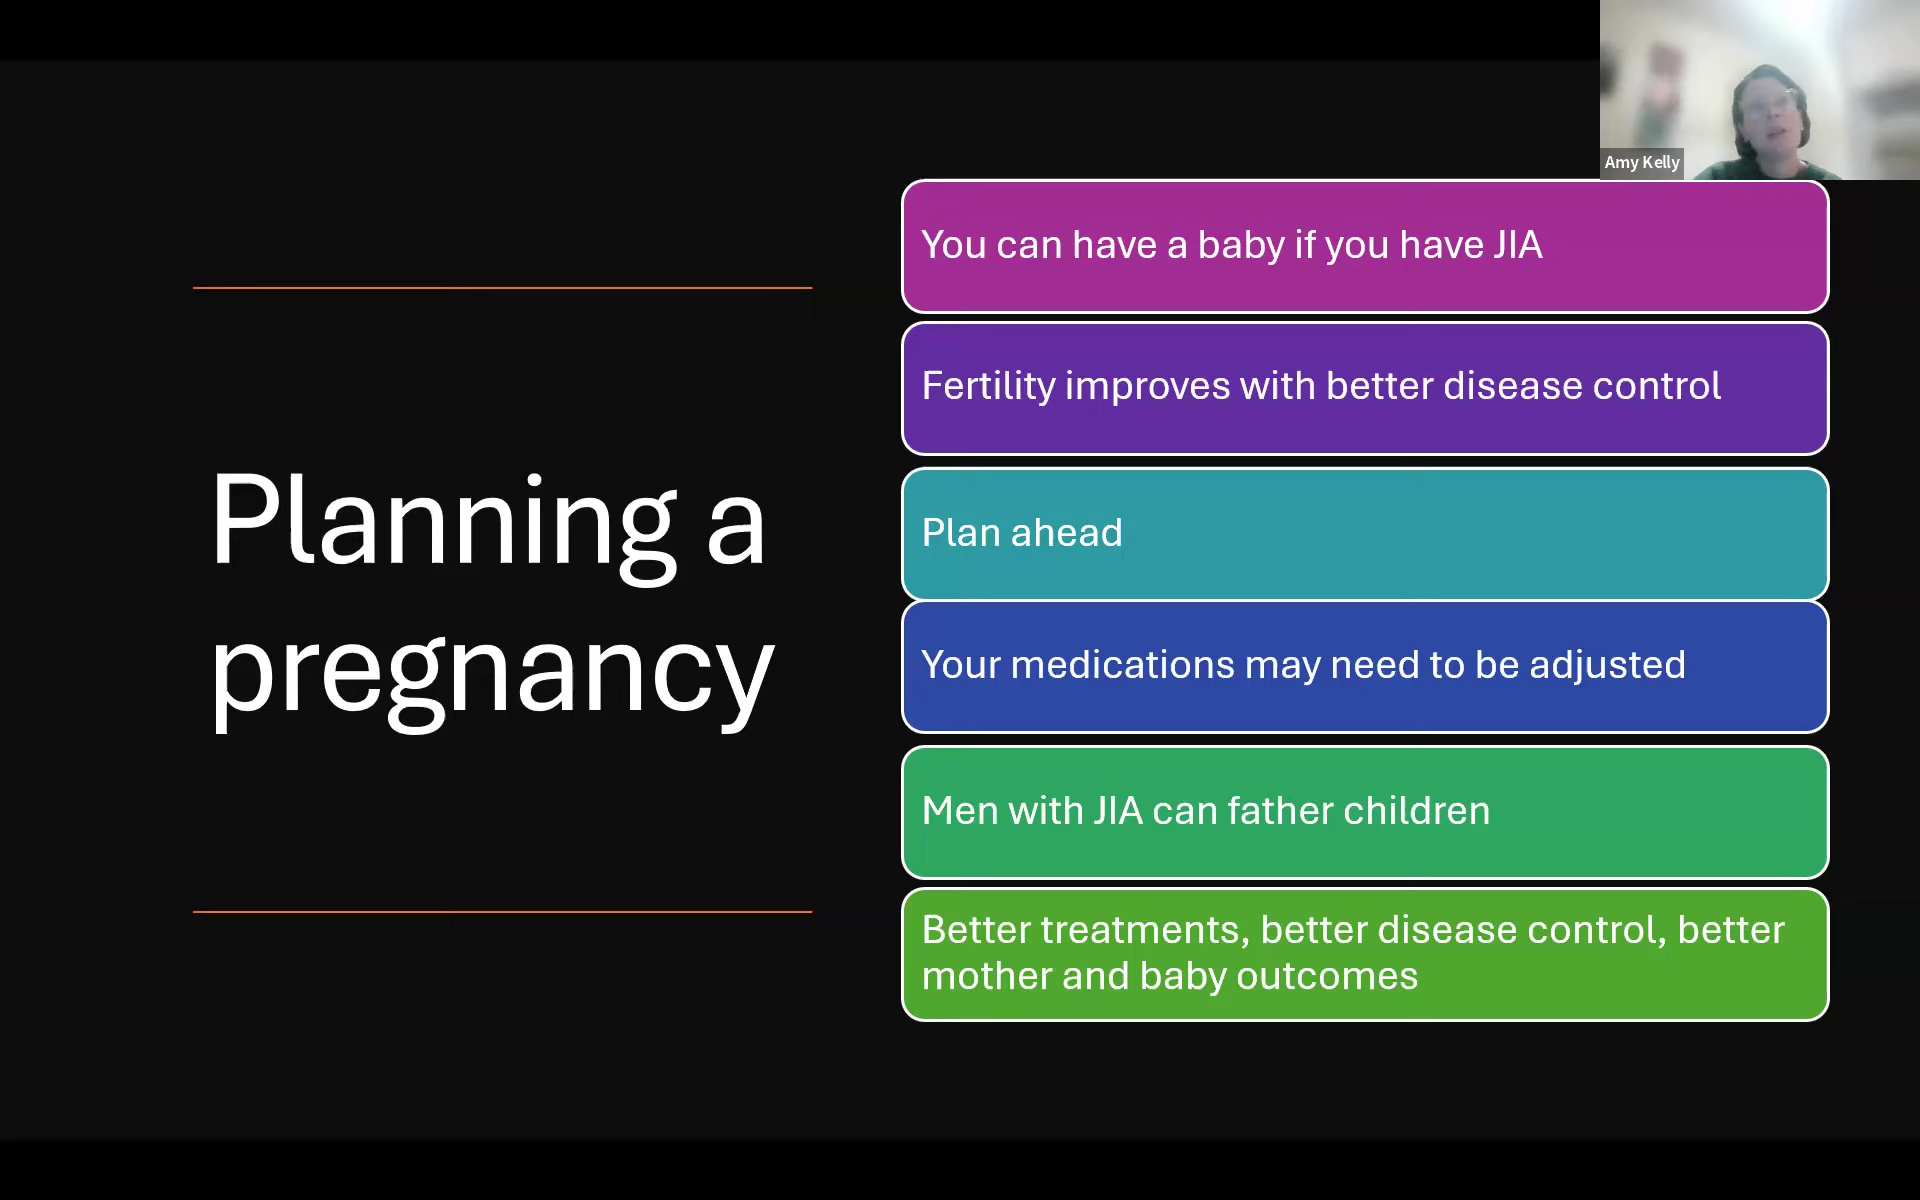 Amy Kelly
Planning a
pregnancy
You can have a baby if you have JIA
Fertility improves with better disease control
Plan ahead
Your medications may need to be adjusted
Men with JIA can father children
Better treatments, better disease control, better
mother and baby outcomes